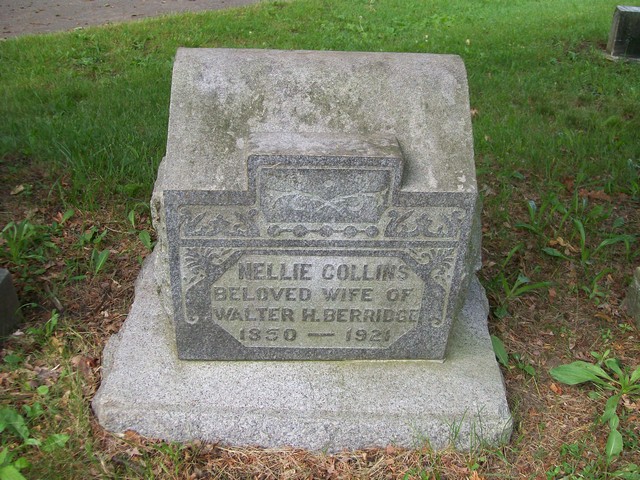 NELLIE COLLINS
BELOVED WIFE OF
WALTER H. BERRIDGE
1850 — 1921